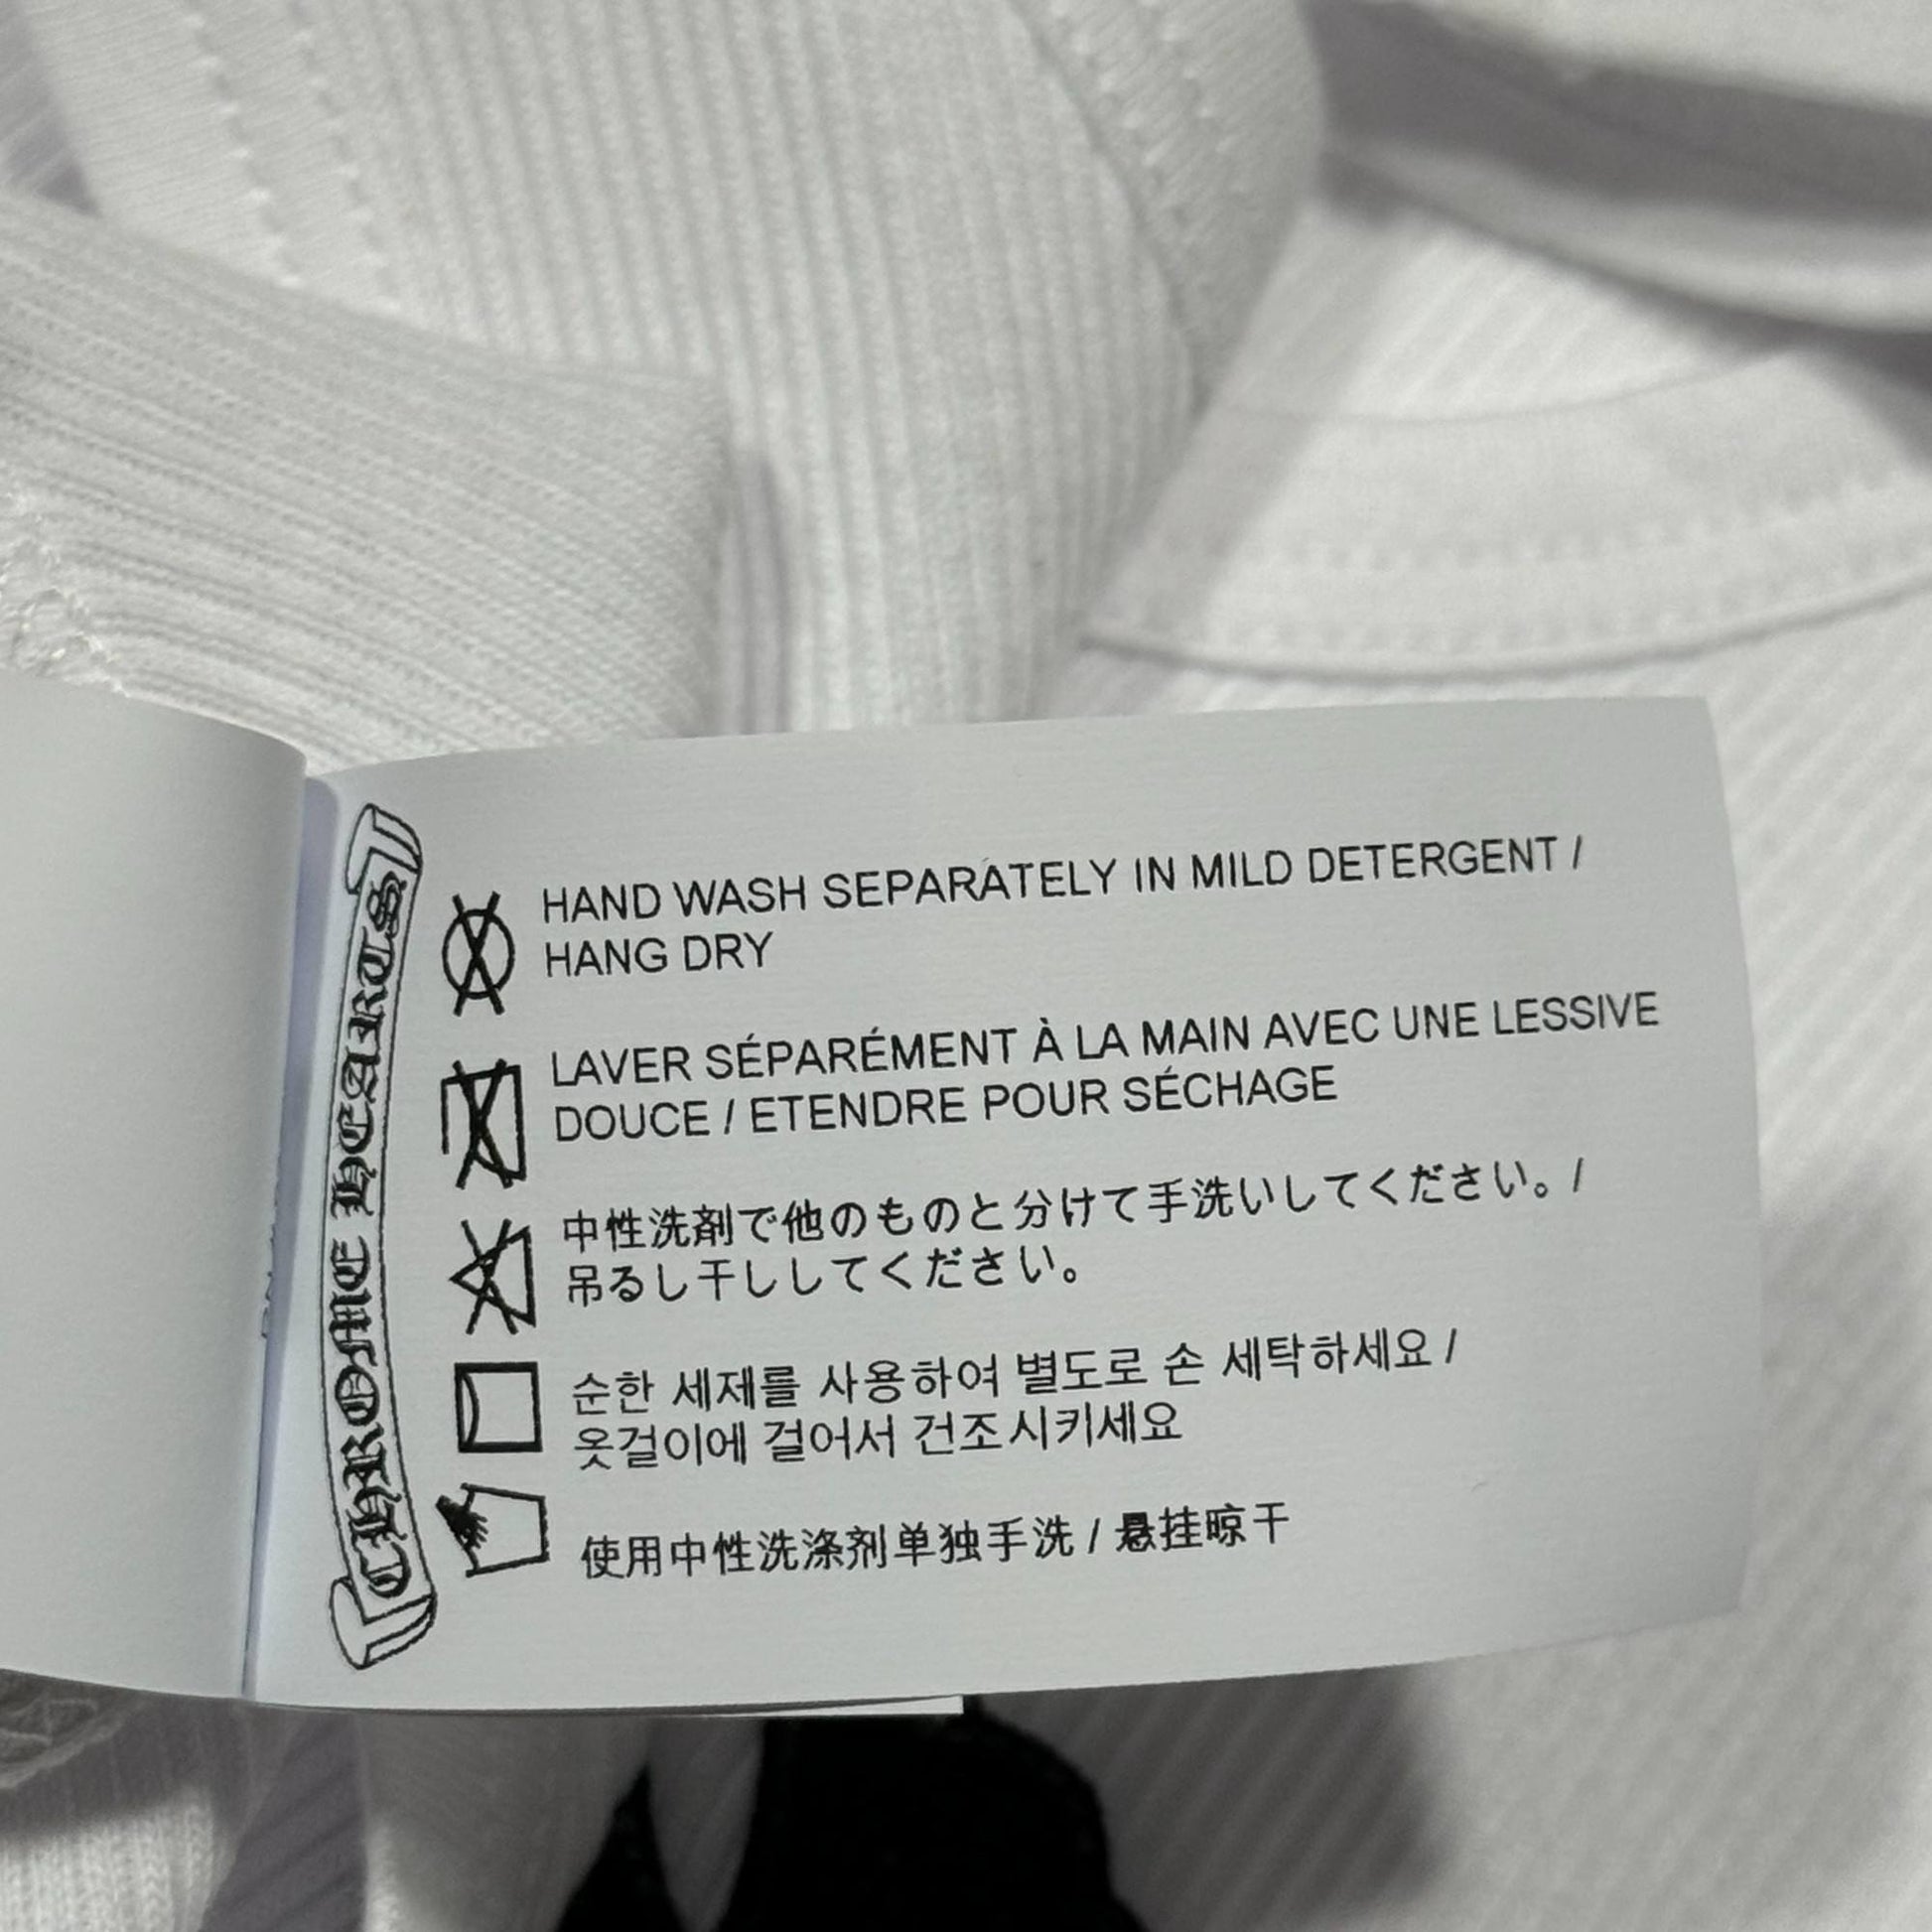 CHROME HEARTS
HAND WASH SEPARATELY IN MILD DETERGENT /
HANG DRY
LAVER SÉPARÉMENT À LA MAIN AVEC UNE LESSIVE
DOUCE / ETENDRE POUR SÉCHAGE
中性洗剤で他のものと分けて手洗いしてください。/
吊るし干ししてください。
순한 세제를 사용하여 별도로 손 세탁하세요 /
옷걸이에 걸어서 건조시키세요
使用中性洗涤剂单独手洗 / 悬挂晾干